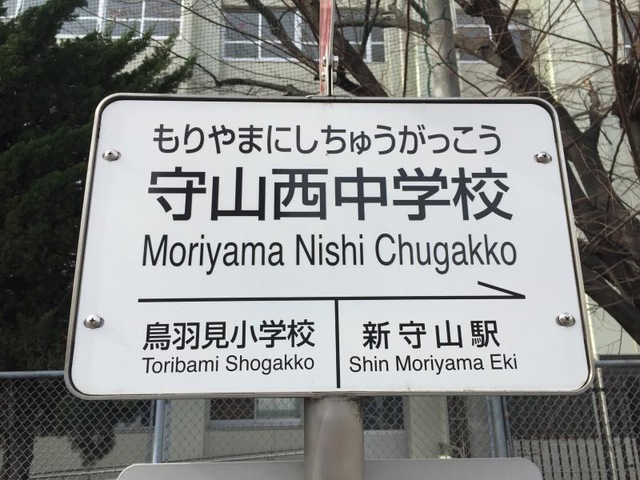 もりやまにしちゅうがっこう
守山西中学校
Moriyama Nishi Chugakko
鳥羽見小学校
Toribami Shogakko
新守山駅
Shin Moriyama Eki